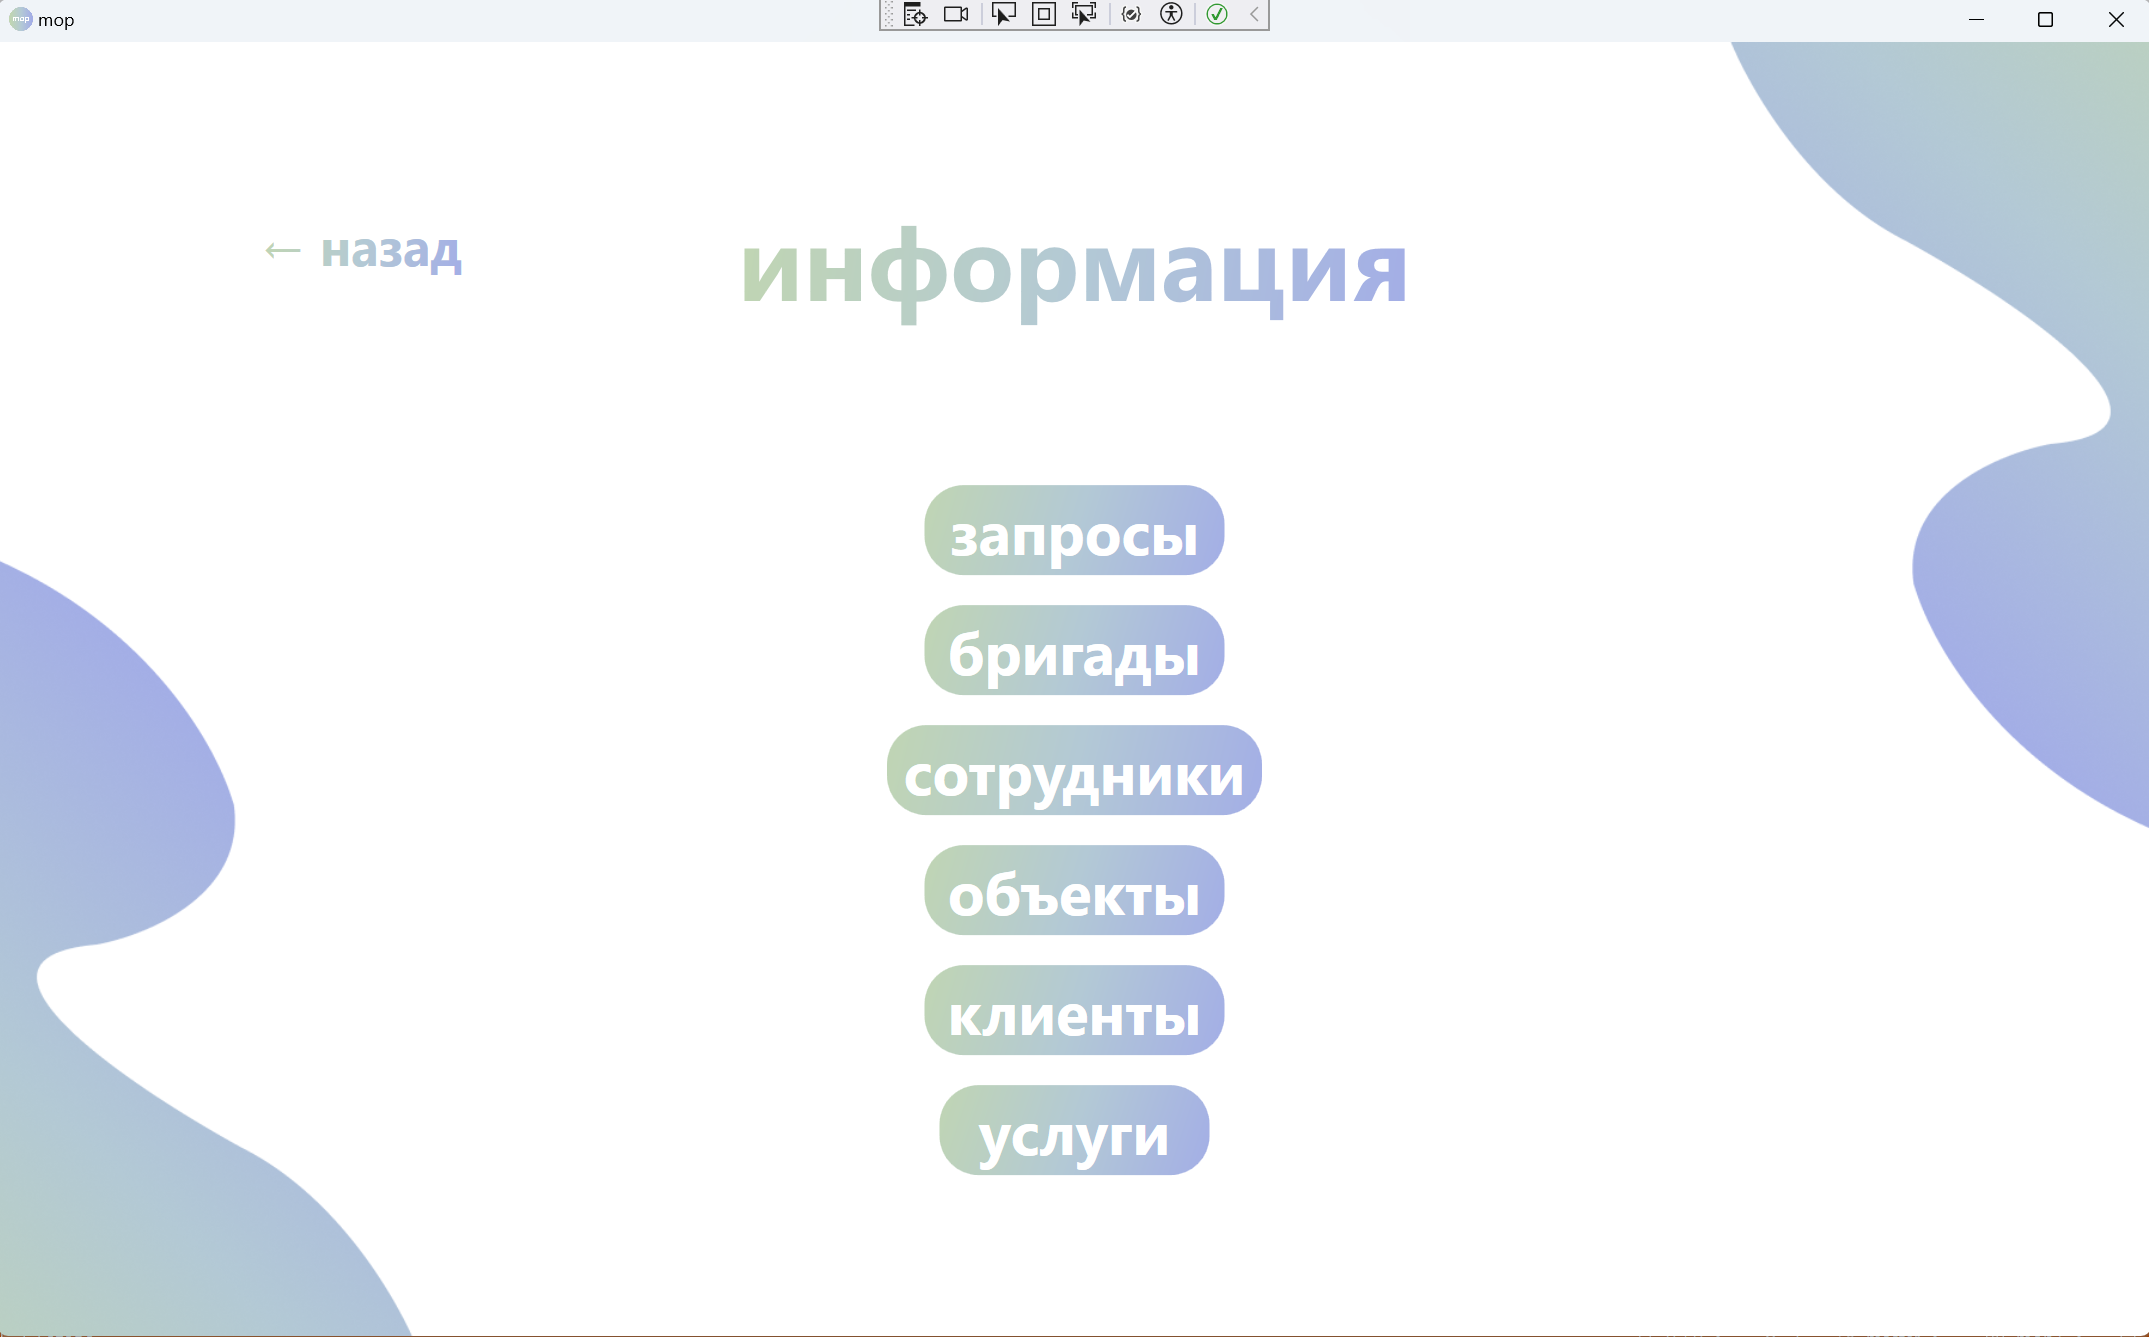 mop
← назад
информация
запросы
бригады
сотрудники
объекты
клиенты
услуги